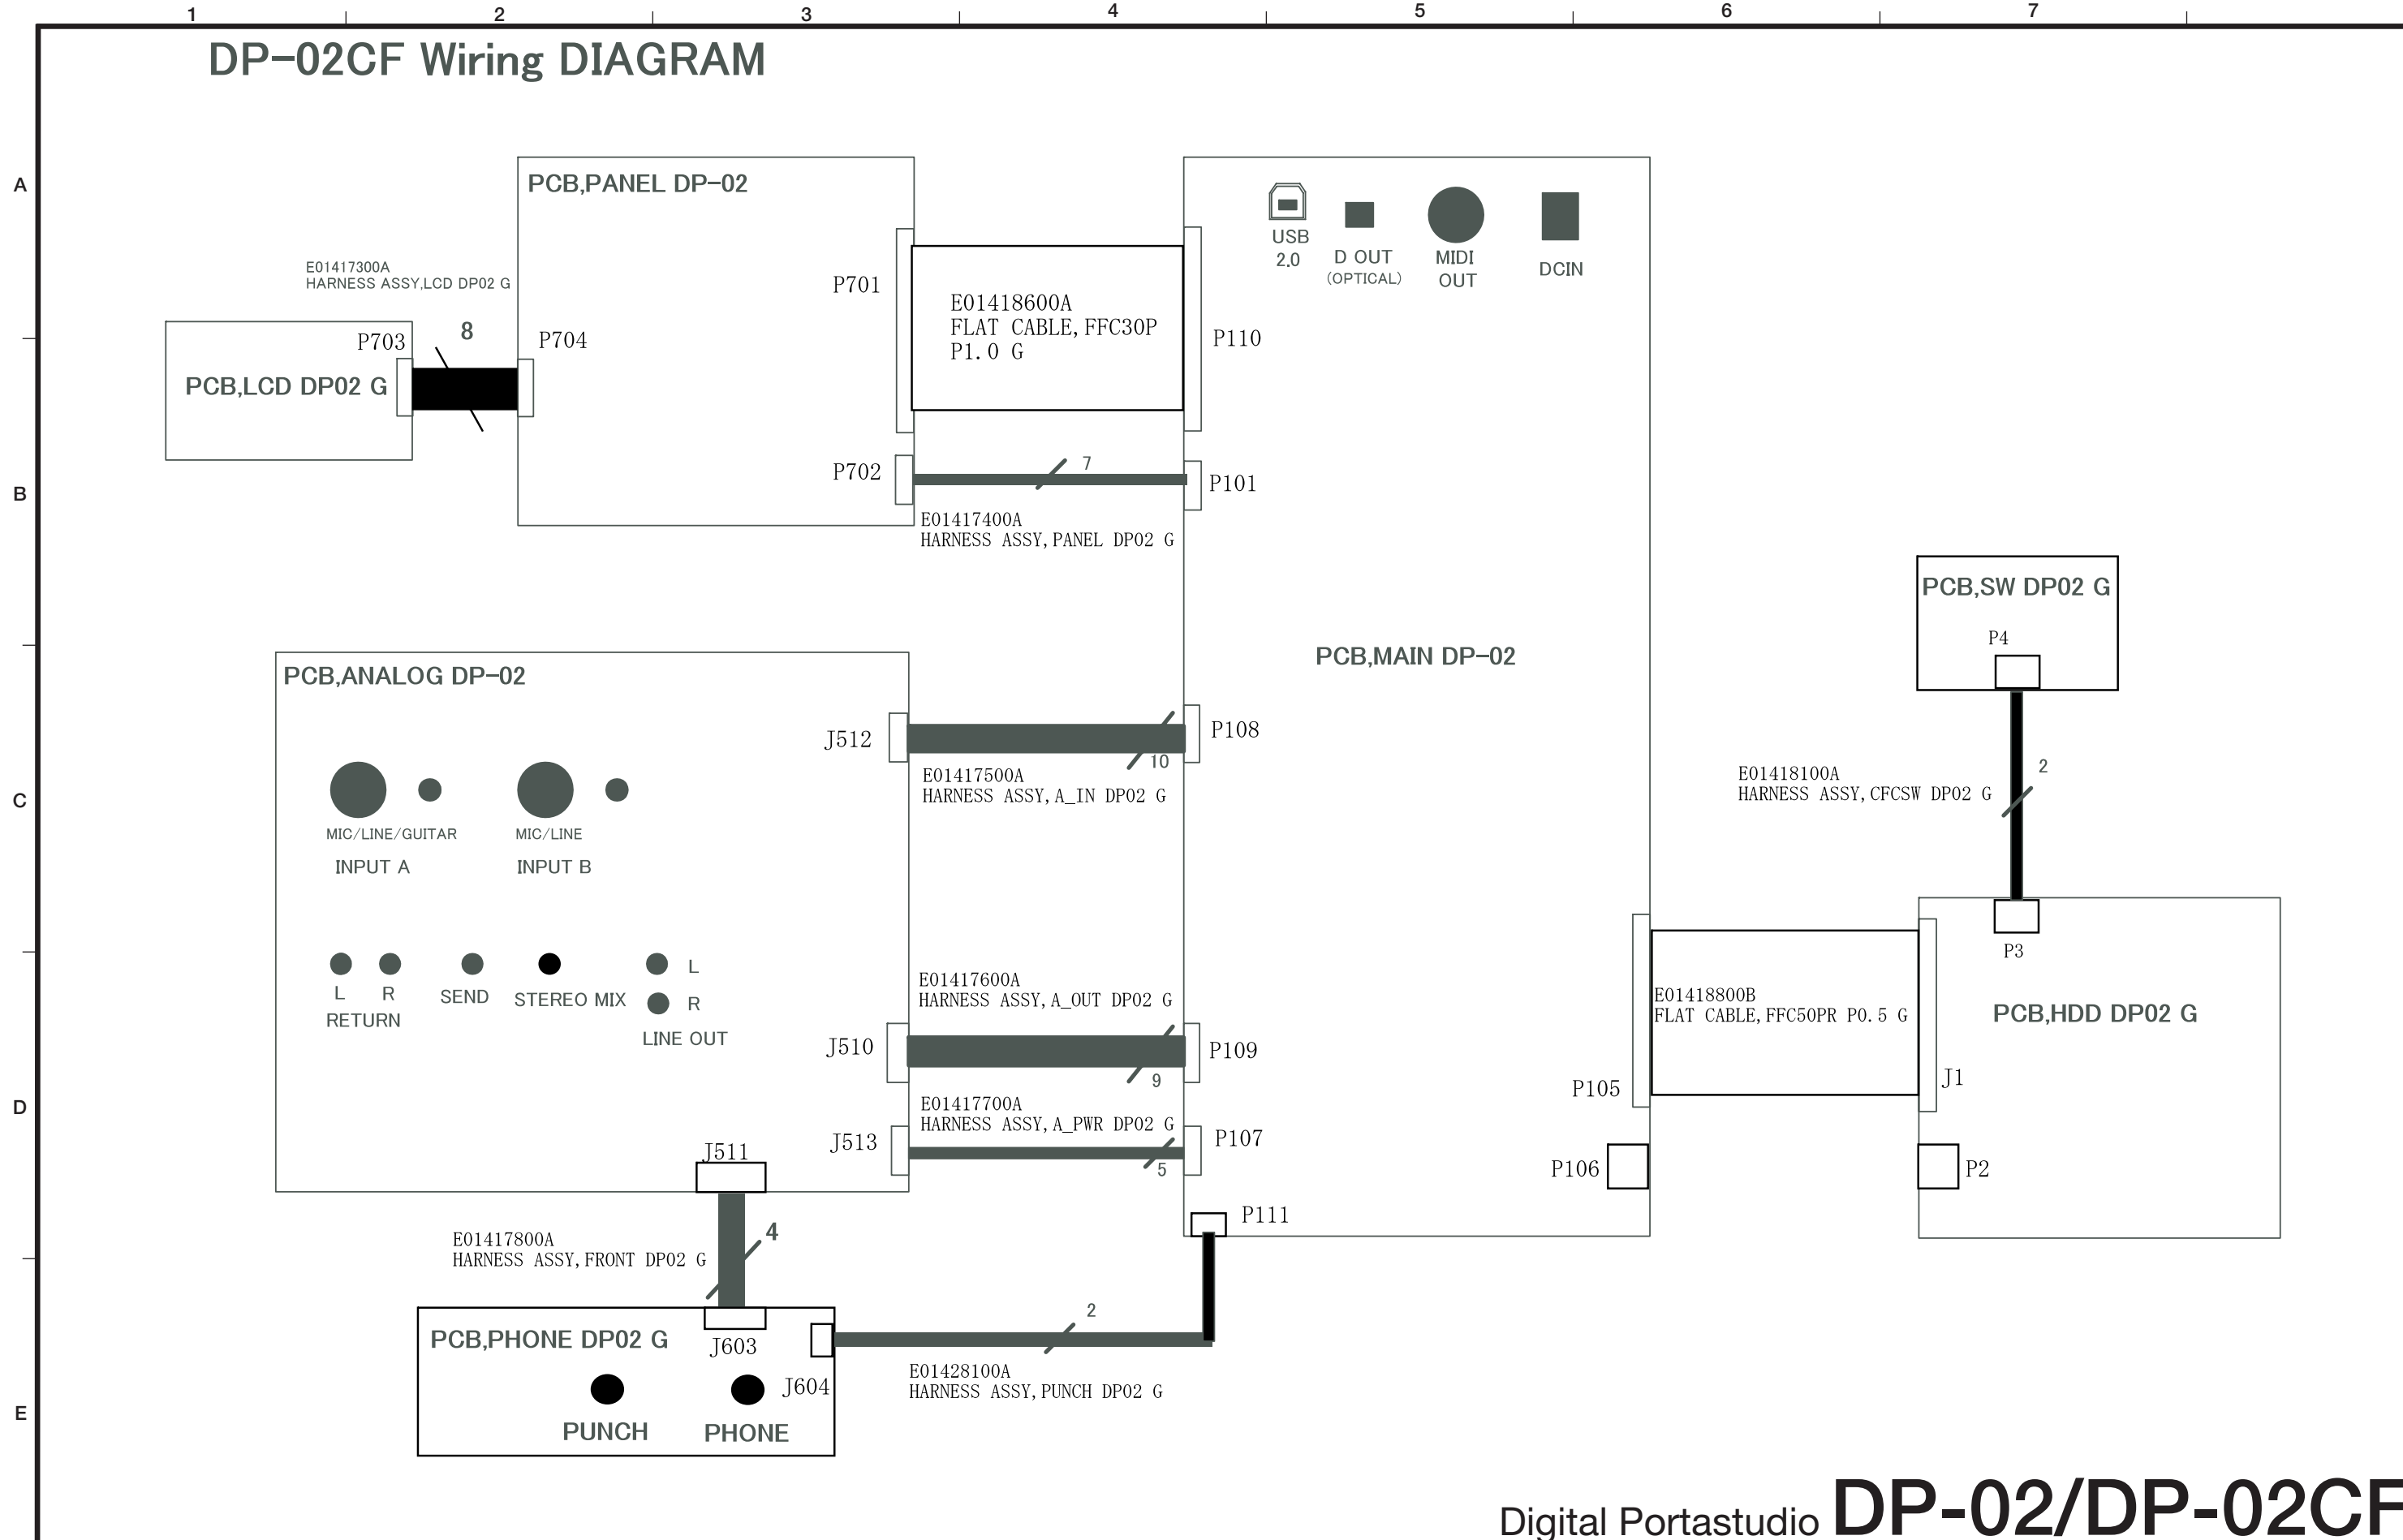 1 2 3 4 5 6 7
DP-02CF Wiring DIAGRAM
A
B
C
D
E
PCB,PANEL DP-02
E01417300A
HARNESS ASSY,LCD DP02 G
8
P703
P704
PCB,LCD DP02 G
P701
E01418600A
FLAT CABLE,FFC30P
P1.0 G
P110
USB
2.0
D OUT
(OPTICAL)
MIDI
OUT
DCIN
P702
7
P101
E01417400A
HARNESS ASSY,PANEL DP02 G
PCB,MAIN DP-02
PCB,SW DP02 G
P4
PCB,ANALOG DP-02
J512
P108
10
E01417500A
HARNESS ASSY,A_IN DP02 G
E01418100A
HARNESS ASSY,CFCSW DP02 G
2
MIC/LINE/GUITAR
INPUT A
MIC/LINE
INPUT B
P3
L
R
RETURN
SEND
STEREO MIX
L
R
LINE OUT
E01417600A
HARNESS ASSY,A_OUT DP02 G
J510
P109
9
E01418800B
FLAT CABLE,FFC50PR P0.5 G
PCB,HDD DP02 G
P105
J1
E01417700A
HARNESS ASSY,A_PWR DP02 G
J513
P107
5
J511
P106
P2
P111
E01417800A
HARNESS ASSY,FRONT DP02 G
4
PCB,PHONE DP02 G
J603
J604
2
E01428100A
HARNESS ASSY,PUNCH DP02 G
PUNCH
PHONE
Digital Portastudio DP-02/DP-02CF